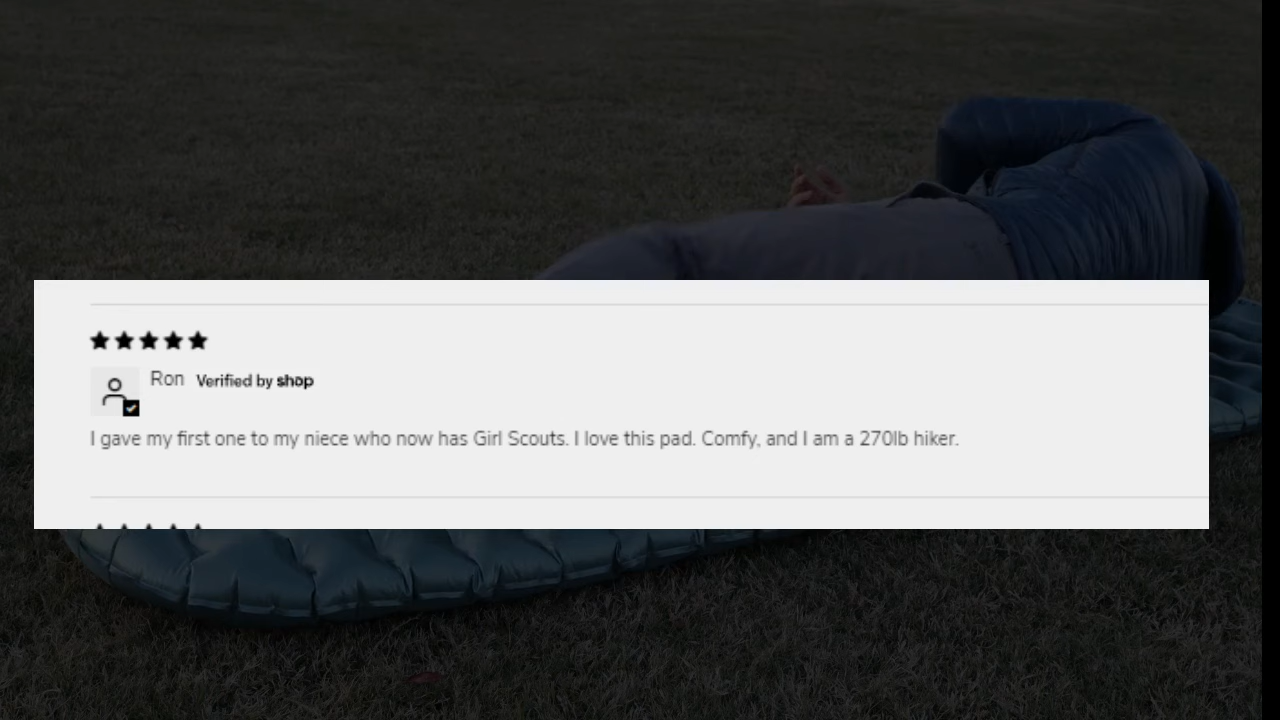 Ron Verified by shop
I gave my first one to my niece who now has Girl Scouts. I love this pad. Comfy, and I am a 270lb hiker.